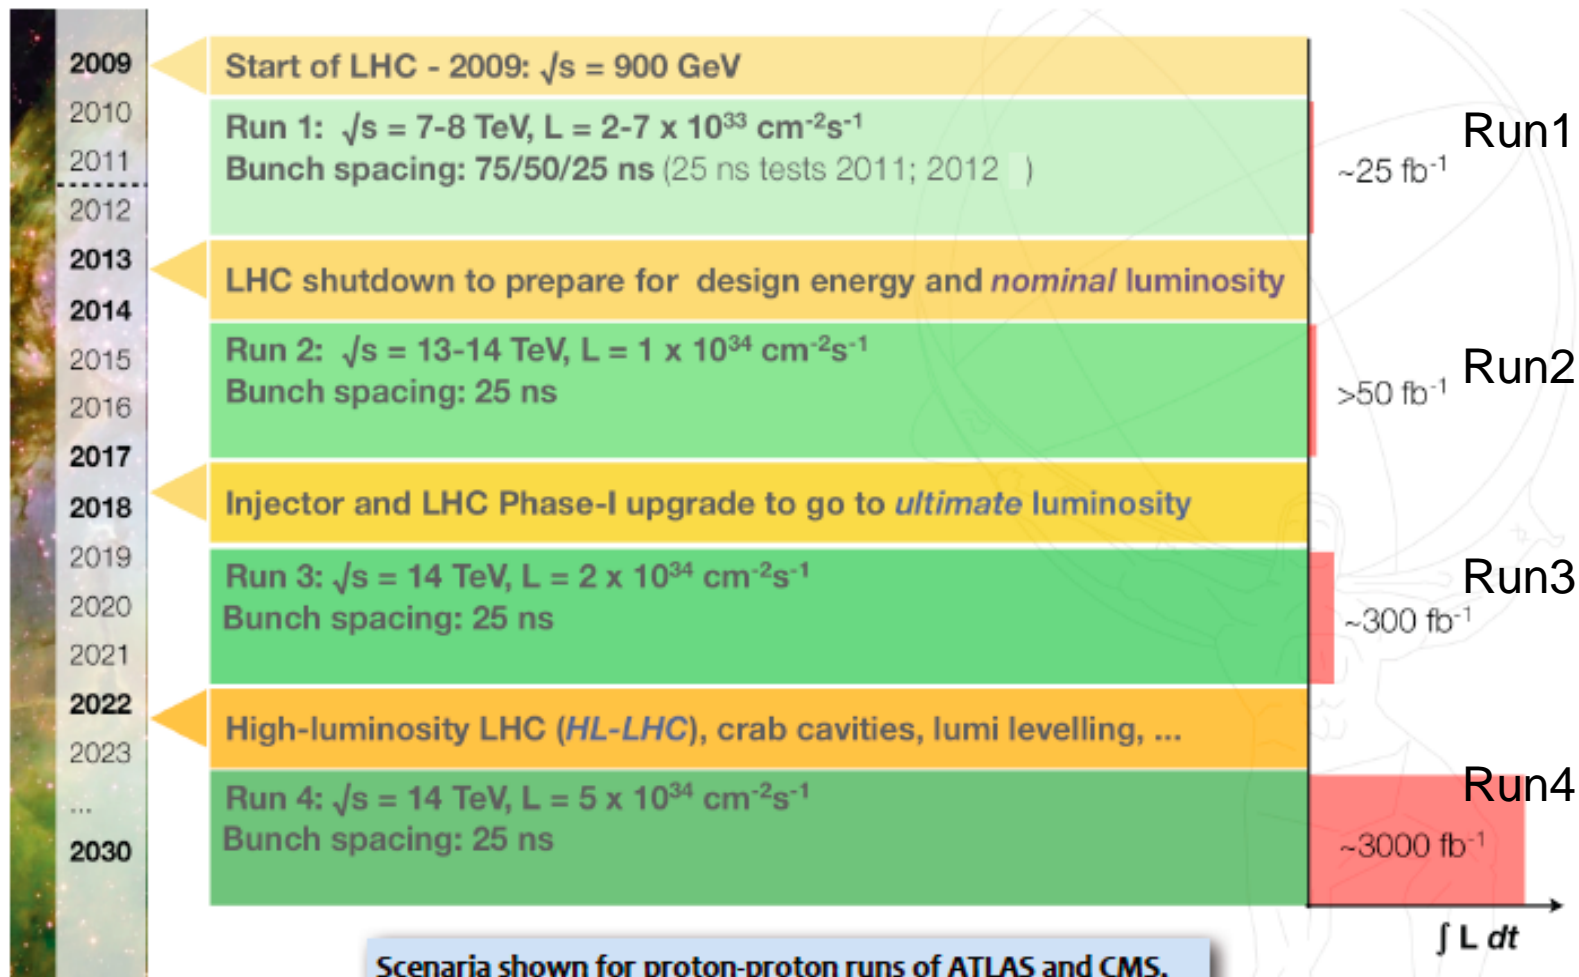 2009
Start of LHC - 2009: √s = 900 GeV
2010
Run 1: √s = 7-8 TeV, L = 2-7 x 10³³ cm⁻²s⁻¹
Run1
2011
Bunch spacing: 75/50/25 ns (25 ns tests 2011; 2012 )
~25 fb⁻¹
2012
2013
LHC shutdown to prepare for design energy and nominal luminosity
2014
2015
Run 2: √s = 13-14 TeV, L = 1 x 10³⁴ cm⁻²s⁻¹
Run2
2016
Bunch spacing: 25 ns
>50 fb⁻¹
2017
2018
Injector and LHC Phase-I upgrade to go to ultimate luminosity
2019
Run 3: √s = 14 TeV, L = 2 x 10³⁴ cm⁻²s⁻¹
Run3
2020
Bunch spacing: 25 ns
~300 fb⁻¹
2021
2022
High-luminosity LHC (HL-LHC), crab cavities, lumi levelling, ...
2023
...
Run 4: √s = 14 TeV, L = 5 x 10³⁴ cm⁻²s⁻¹
Run4
2030
Bunch spacing: 25 ns
~3000 fb⁻¹
∫ L dt
Scenaria shown for proton-proton runs of ATLAS and CMS.